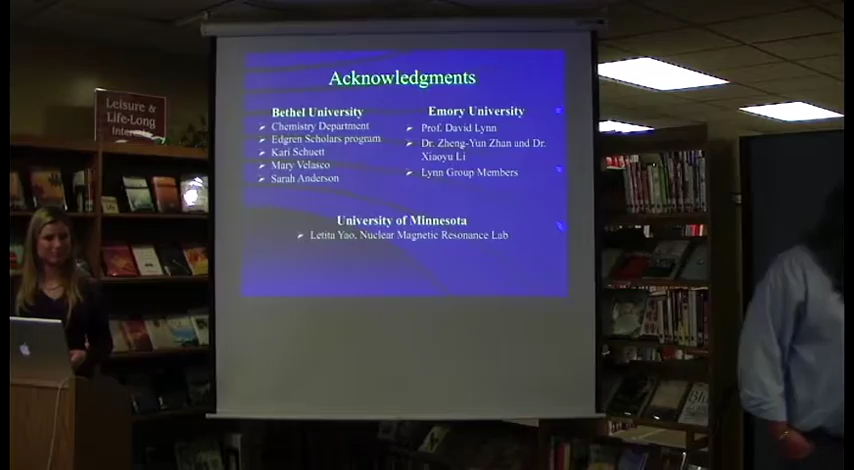 Leisure &
Life-Long
Acknowledgments
Bethel University
Chemistry Department
Edgren Scholars program
Kari Schuett
Mary Velasco
Sarah Anderson
Emory University
Prof. David Lynn
Dr. Zheng-Yun Zhan and Dr.
Xiaoyu Li
Lynn Group Members
University of Minnesota
Letita Yao, Nuclear Magnetic Resonance Lab